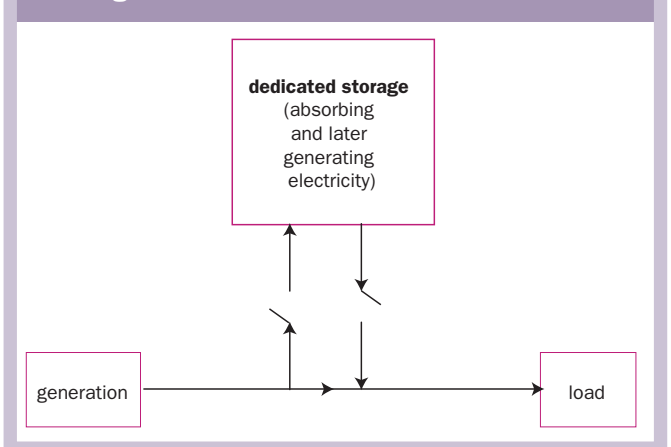 dedicated storage
(absorbing
and later
generating
electricity)
generation
load